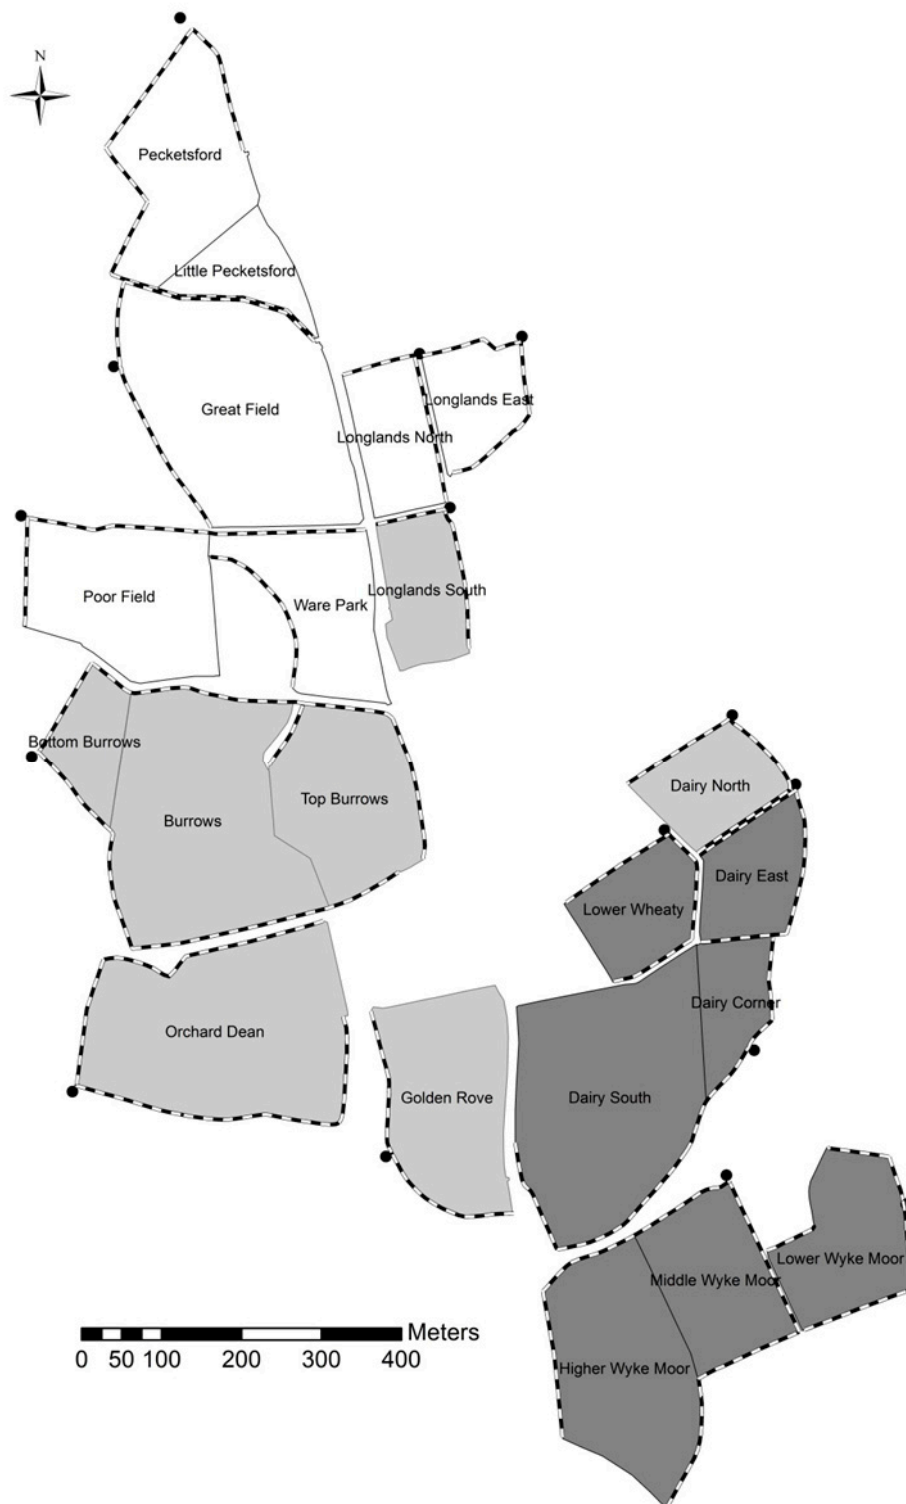 N
Pecketsford
Little Pecketsford
Great Field
Longlands East
Longlands North
Longlands South
Poor Field
Ware Park
Bottom Burrows
Burrows
Top Burrows
Dairy North
Dairy East
Lower Wheaty
Dairy Corner
Orchard Dean
Golden Rove
Dairy South
Lower Wyke Moor
Middle Wyke Moor
Higher Wyke Moor
Meters
0 50 100 200 300 400